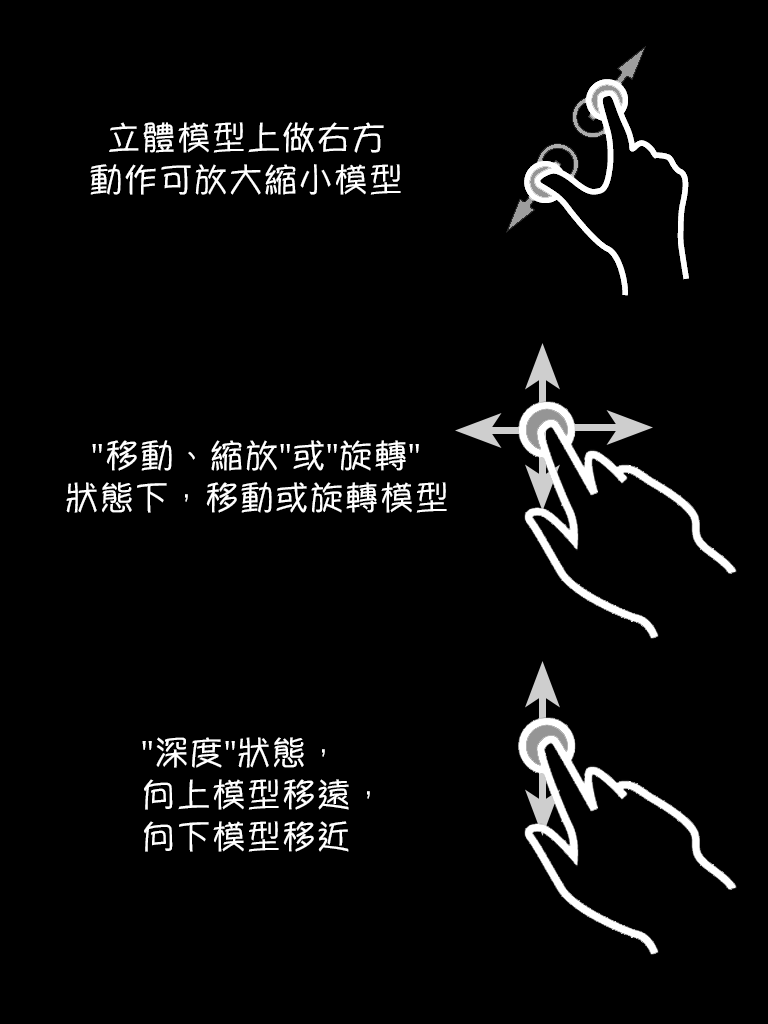 立體模型上做右方
動作可放大縮小模型
"移動、縮放"或"旋轉"
狀態下，移動或旋轉模型
"深度"狀態，
向上模型移遠，
向下模型移近